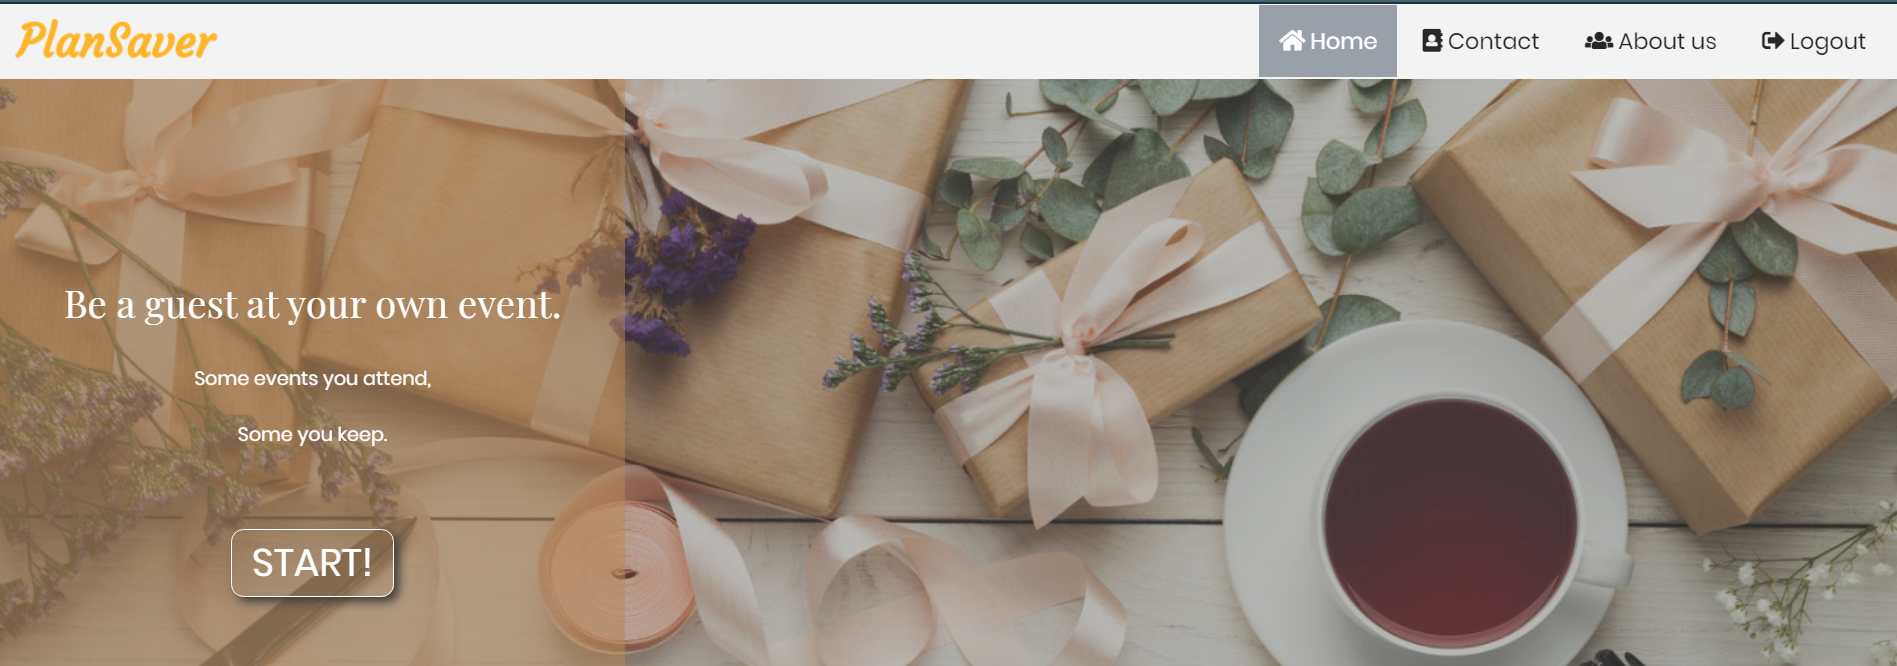 PlanSaver
Home
Contact
About us
Logout
Be a guest at your own event.
Some events you attend,
Some you keep.
START!